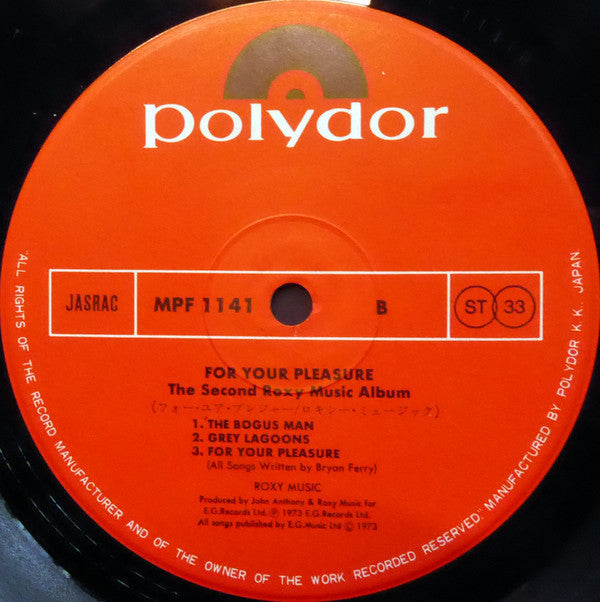 polydor
JASRAC
MPF 1141
B
ST 33
FOR YOUR PLEASURE
The Second Roxy Music Album
(フォー・ユア・プレジャー/ロキシー・ミュージック)
1. THE BOGUS MAN
2. GREY LAGOONS
3. FOR YOUR PLEASURE
(All Songs Written by Bryan Ferry)
ROXY MUSIC
Produced by John Anthony & Roxy Music for
E.G.Records Ltd. Ⓟ 1973 E.G.Records Ltd.
All songs published by E.G.Music Ltd Ⓒ 1973
"ALL RIGHTS OF THE RECORD MANUFACTURER AND OF THE OWNER OF THE WORK RECORDED RESERVED." MANUFACTURED BY POLYDOR K.K., JAPAN